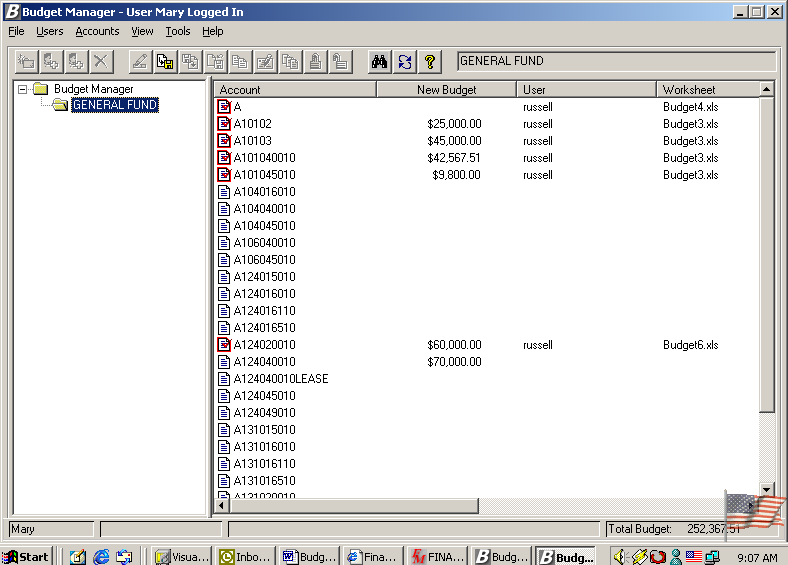 Budget Manager - User Mary Logged In
File Users Accounts View Tools Help
GENERAL FUND
Budget Manager
GENERAL FUND
Account New Budget User Worksheet
A russell Budget4.xls
A10102 $25,000.00 russell Budget3.xls
A10103 $45,000.00 russell Budget3.xls
A101040010 $42,567.51 russell Budget3.xls
A101045010 $9,800.00 russell Budget3.xls
A104016010
A104040010
A104045010
A106040010
A106045010
A124015010
A124016010
A124016110
A124016510
A124020010 $60,000.00 russell Budget6.xls
A124040010 $70,000.00
A124040010LEASE
A124045010
A124049010
A131015010
A131016010
A131016110
A131016510
A131020010
Mary Total Budget: 252,367.51
Start Visua... Inbo... Budg... Fina... FINA... Budg... Budg... 9:07 AM